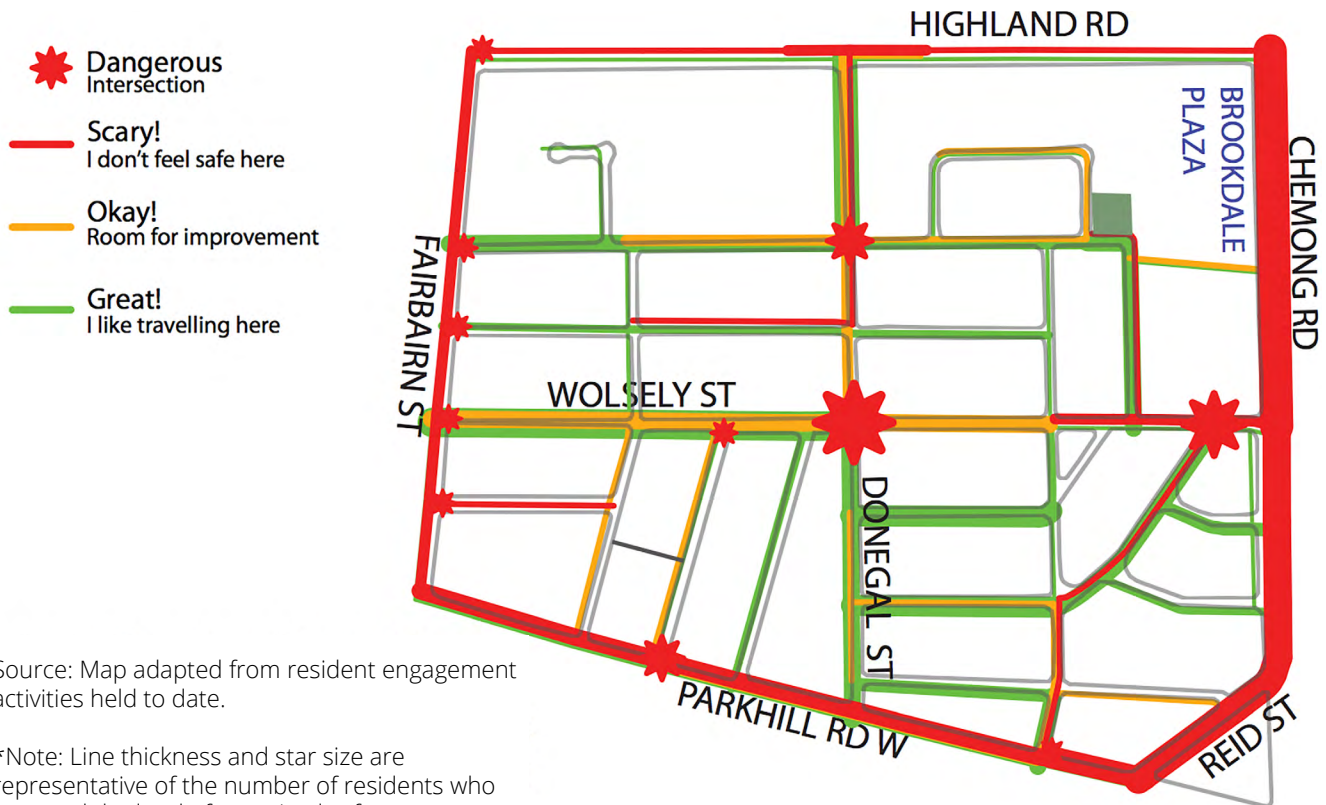 HIGHLAND RD
Dangerous
Intersection
Scary!
I don't feel safe here
Okay!
Room for improvement
Great!
I like travelling here
BROOKDALE
PLAZA
CHEMONG RD
FAIRBAIRN ST
WOLSELY ST
DONEGAL ST
PARKHILL RD W
REID ST
Source: Map adapted from resident engagement
activities held to date.
*Note: Line thickness and star size are
representative of the number of residents who